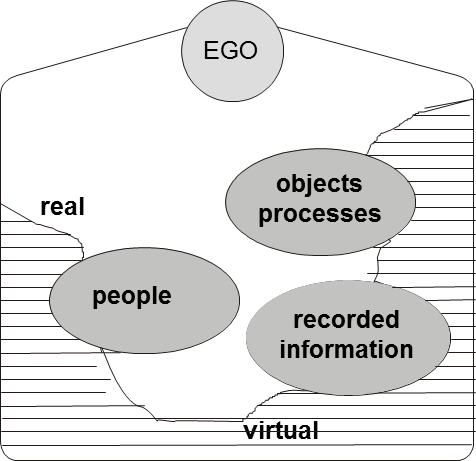 EGO
objects
processes
real
people
recorded
information
virtual